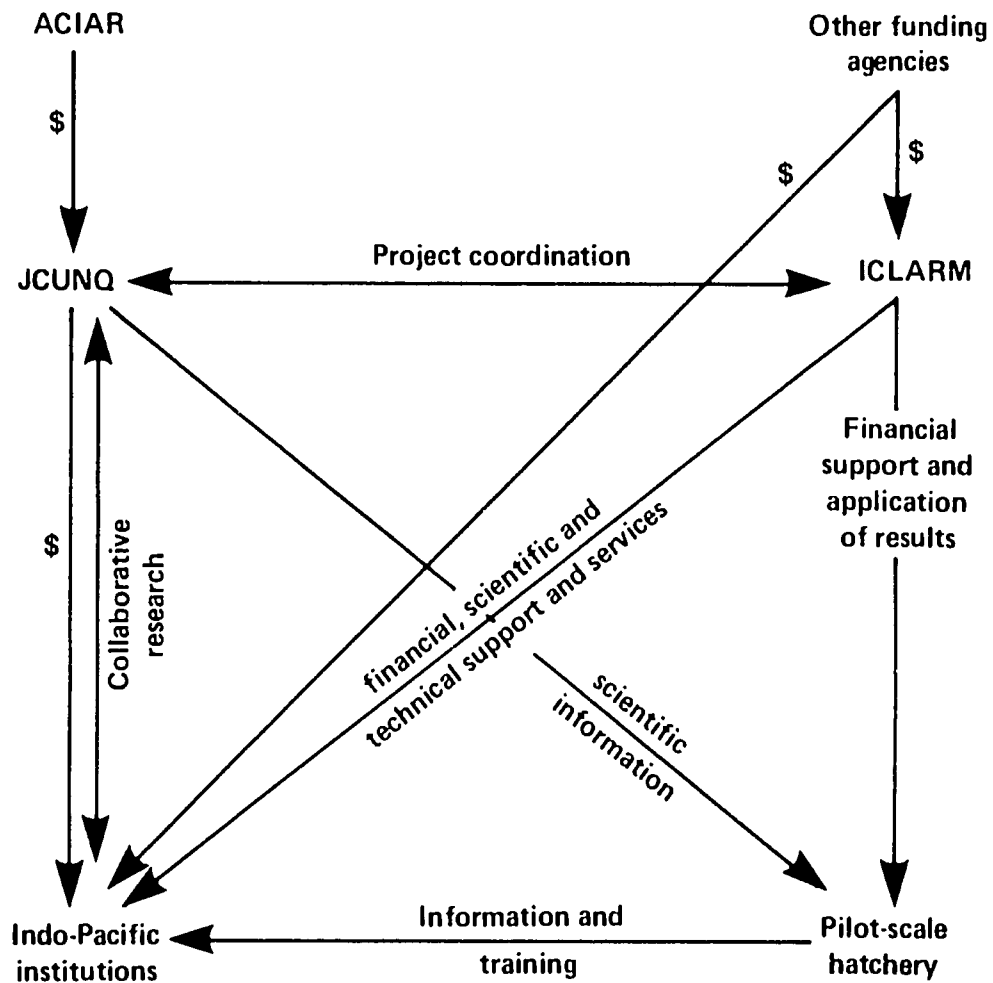 ACIAR
Other funding
agencies
$
$
$
Project coordination
JCUNQ
ICLARM
Financial
support and
application
of results
$
Collaborative
research
financial, scientific and
technical support and services
scientific
information
Indo-Pacific
institutions
Information and
training
Pilot-scale
hatchery